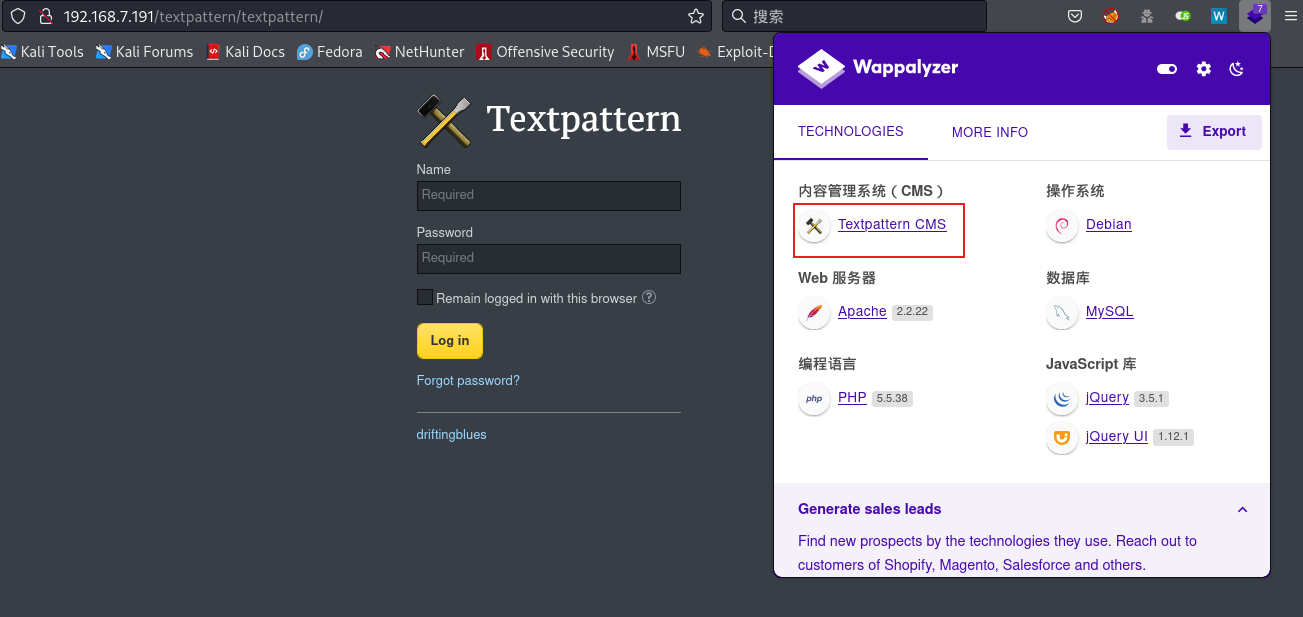 192.168.7.191/textpattern/textpattern/
搜索
7
Kali Tools Kali Forums Kali Docs Fedora NetHunter Offensive Security MSFU Exploit-D
Textpattern
Name
Required
Password
Required
Remain logged in with this browser ?
Log in
Forgot password?
driftingblues
Wappalyzer
TECHNOLOGIES MORE INFO Export
内容管理系统（CMS）
Textpattern CMS
操作系统
Debian
Web 服务器
Apache 2.2.22
数据库
MySQL
编程语言
php PHP 5.5.38
JavaScript 库
jQuery 3.5.1
jQuery UI 1.12.1
Generate sales leads
Find new prospects by the technologies they use. Reach out to
customers of Shopify, Magento, Salesforce and others.